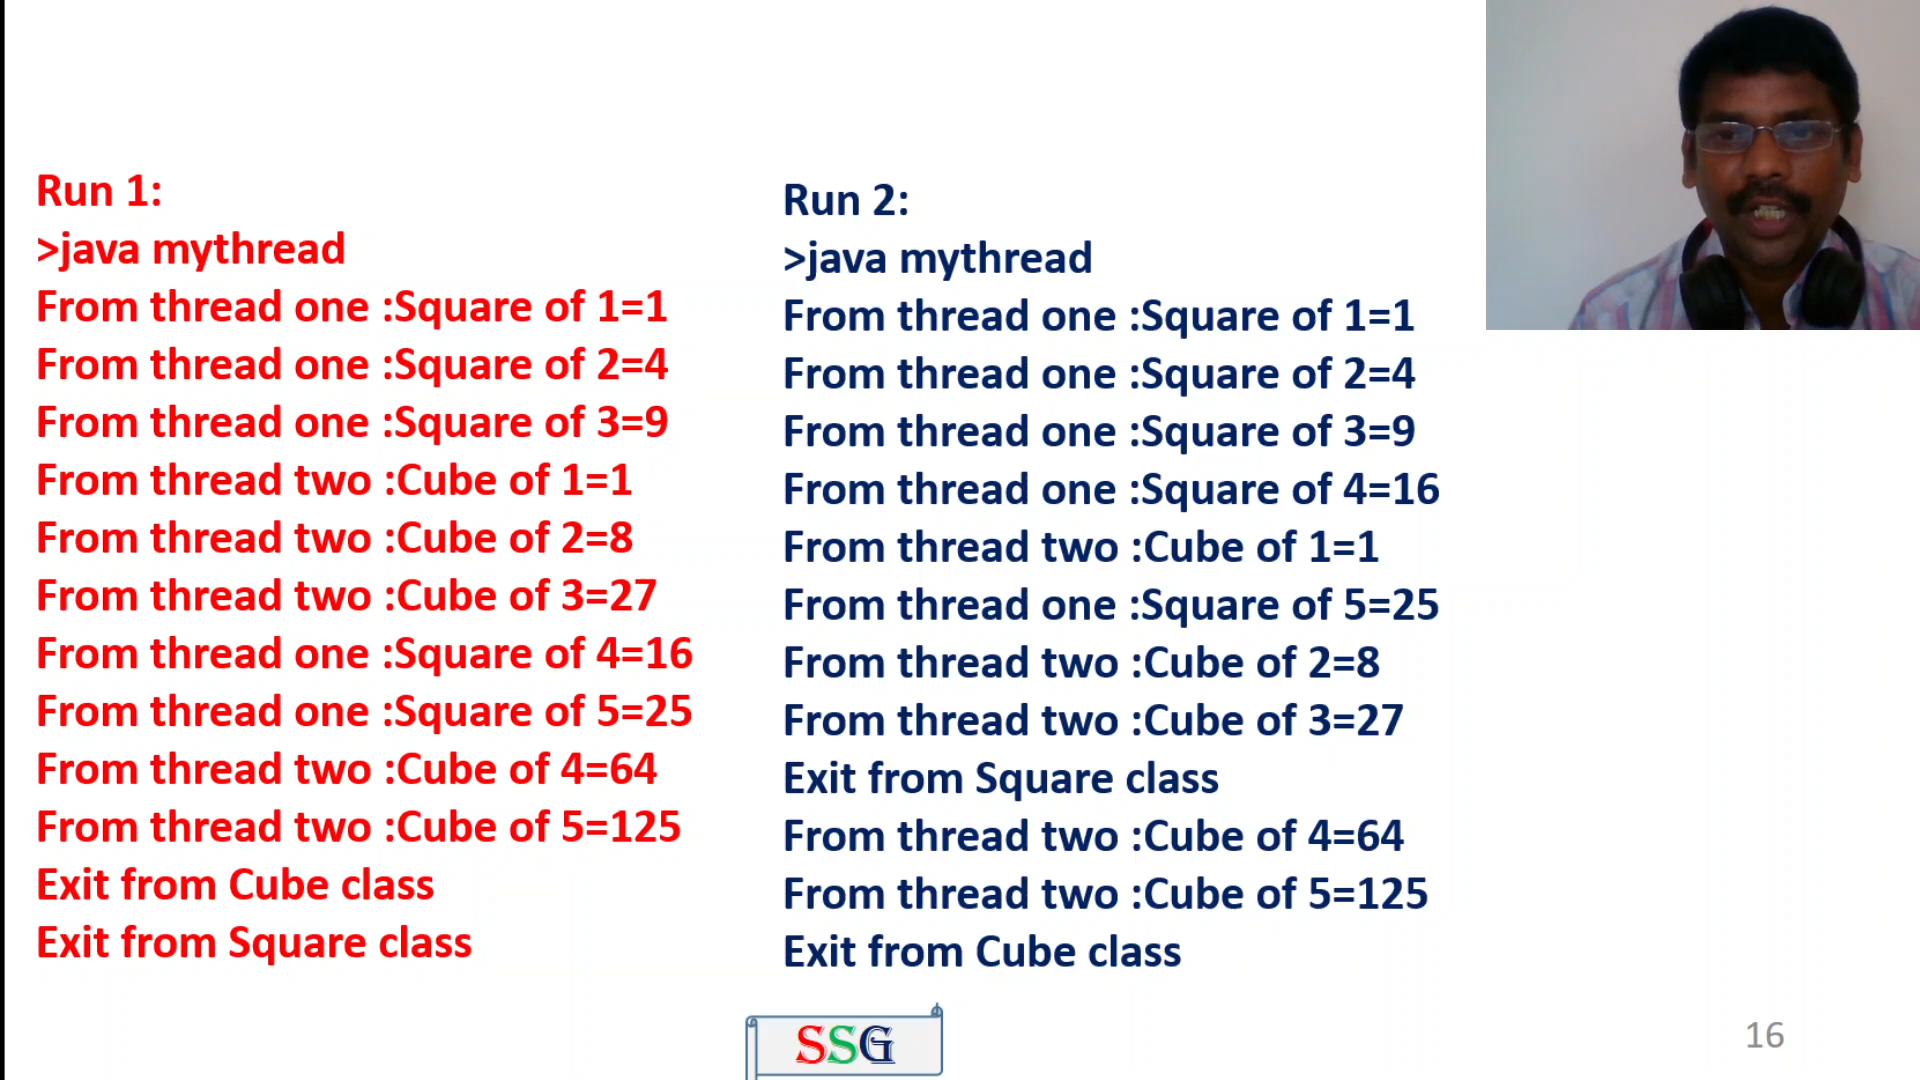 Run 1:
>java mythread
From thread one :Square of 1=1
From thread one :Square of 2=4
From thread one :Square of 3=9
From thread two :Cube of 1=1
From thread two :Cube of 2=8
From thread two :Cube of 3=27
From thread one :Square of 4=16
From thread one :Square of 5=25
From thread two :Cube of 4=64
From thread two :Cube of 5=125
Exit from Cube class
Exit from Square class
Run 2:
>java mythread
From thread one :Square of 1=1
From thread one :Square of 2=4
From thread one :Square of 3=9
From thread one :Square of 4=16
From thread two :Cube of 1=1
From thread one :Square of 5=25
From thread two :Cube of 2=8
From thread two :Cube of 3=27
Exit from Square class
From thread two :Cube of 4=64
From thread two :Cube of 5=125
Exit from Cube class
SSG
16